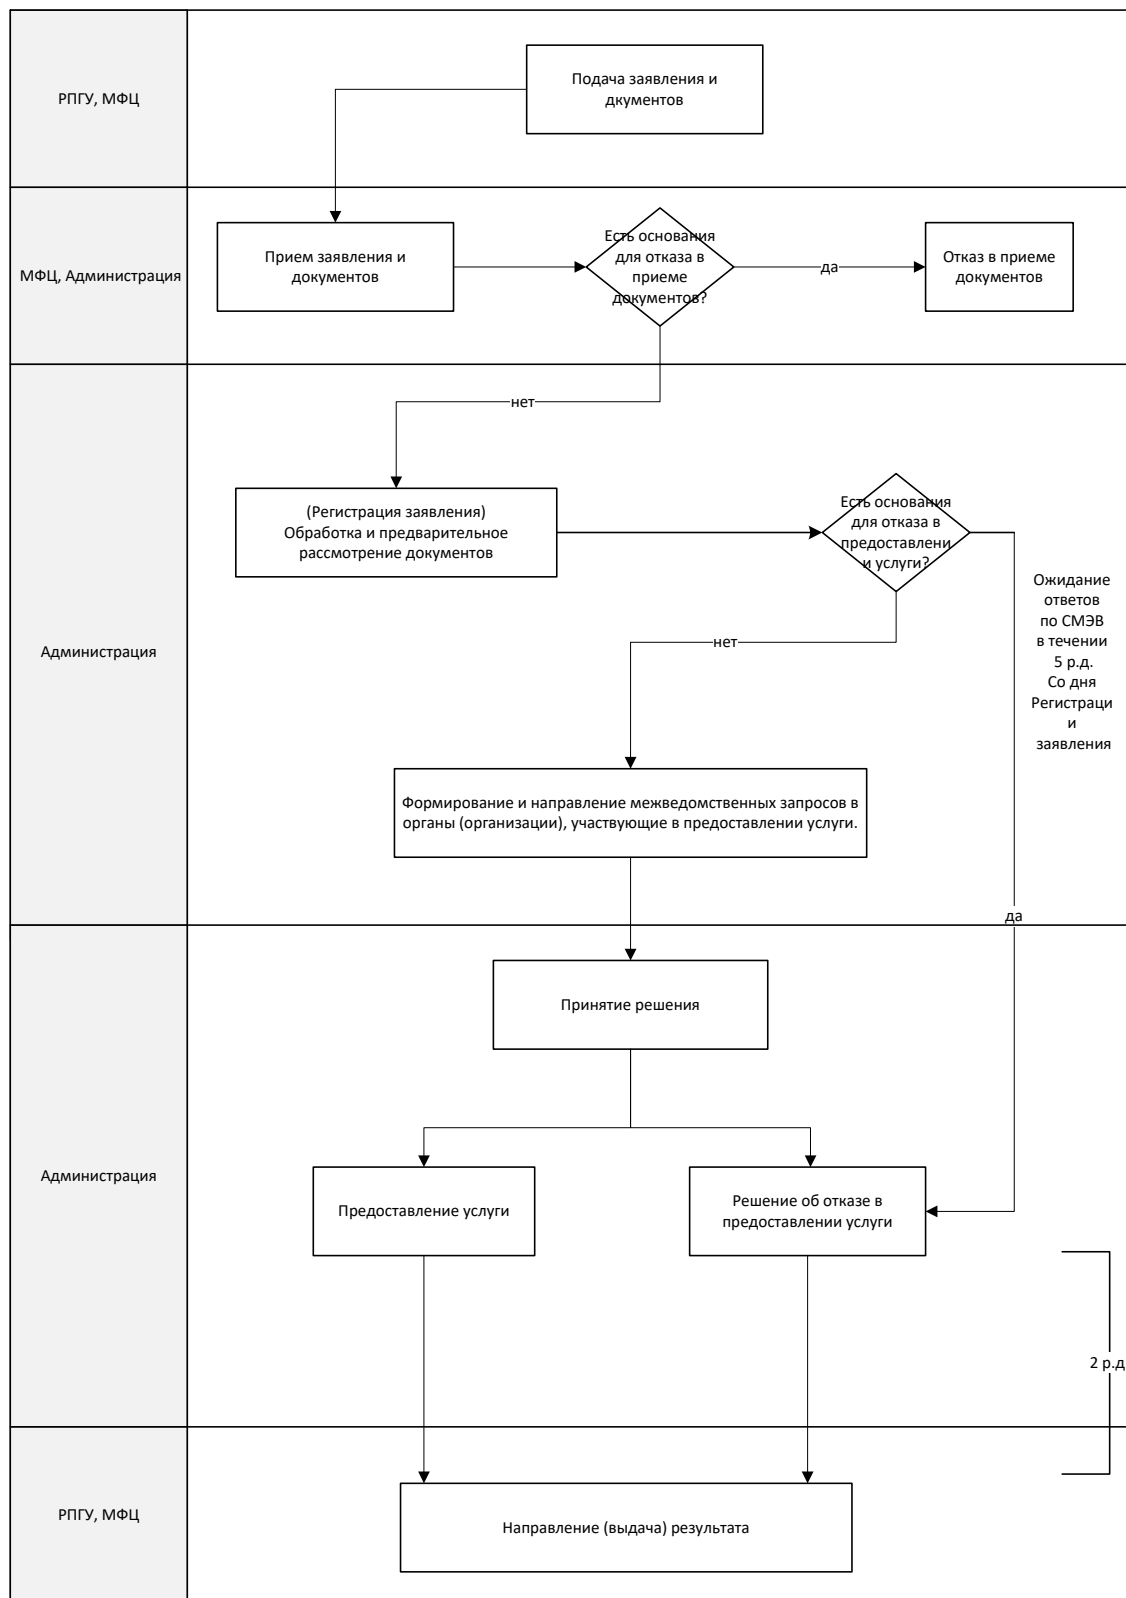 РПГУ, МФЦ
Подача заявления и
дкументов
МФЦ, Администрация
Прием заявления и
документов
Есть основания
для отказа в
приеме
документов?
да
Отказ в приеме
документов
Администрация
нет
(Регистрация заявления)
Обработка и предварительное
рассмотрение документов
Есть основания
для отказа в
предоставлени
и услуги?
нет
Ожидание
ответов
по СМЭВ
в течении
5 р.д.
Со дня
Регистраци
и
заявления
Формирование и направление межведомственных запросов в
органы (организации), участвующие в предоставлении услуги.
да
Администрация
Принятие решения
Предоставление услуги
Решение об отказе в
предоставлении услуги
2 р.д
РПГУ, МФЦ
Направление (выдача) результата